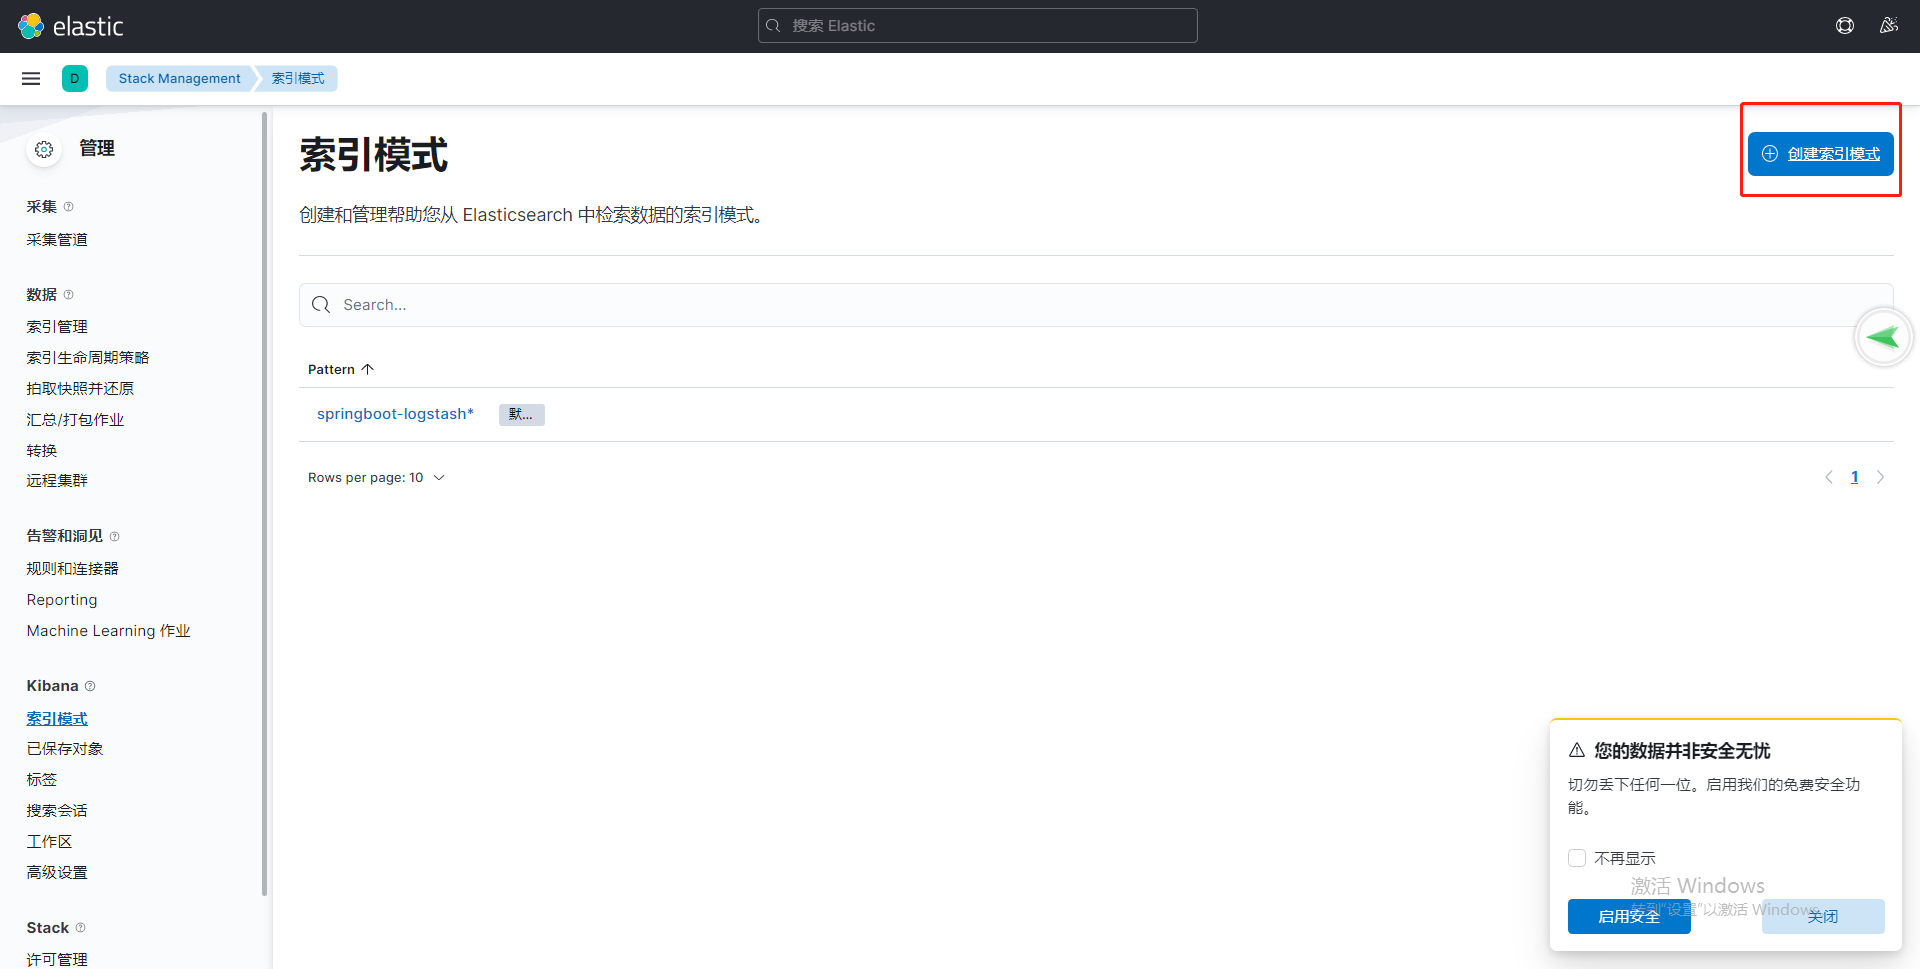 elastic
搜索 Elastic
D
Stack Management
索引模式
管理
采集
采集管道
数据
索引管理
索引生命周期策略
拍取快照并还原
汇总/打包作业
转换
远程集群
告警和洞见
规则和连接器
Reporting
Machine Learning 作业
Kibana
索引模式
已保存对象
标签
搜索会话
工作区
高级设置
Stack
许可管理
索引模式
创建索引模式
创建和管理帮助您从 Elasticsearch 中检索数据的索引模式。
Search...
Pattern
springboot-logstash* 默...
Rows per page: 10
1
您的数据并非安全无忧
切勿丢下任何一位。启用我们的免费安全功
能。
不再显示
激活 Windows
转到“设置”以激活 Windows。
启用安全
关闭